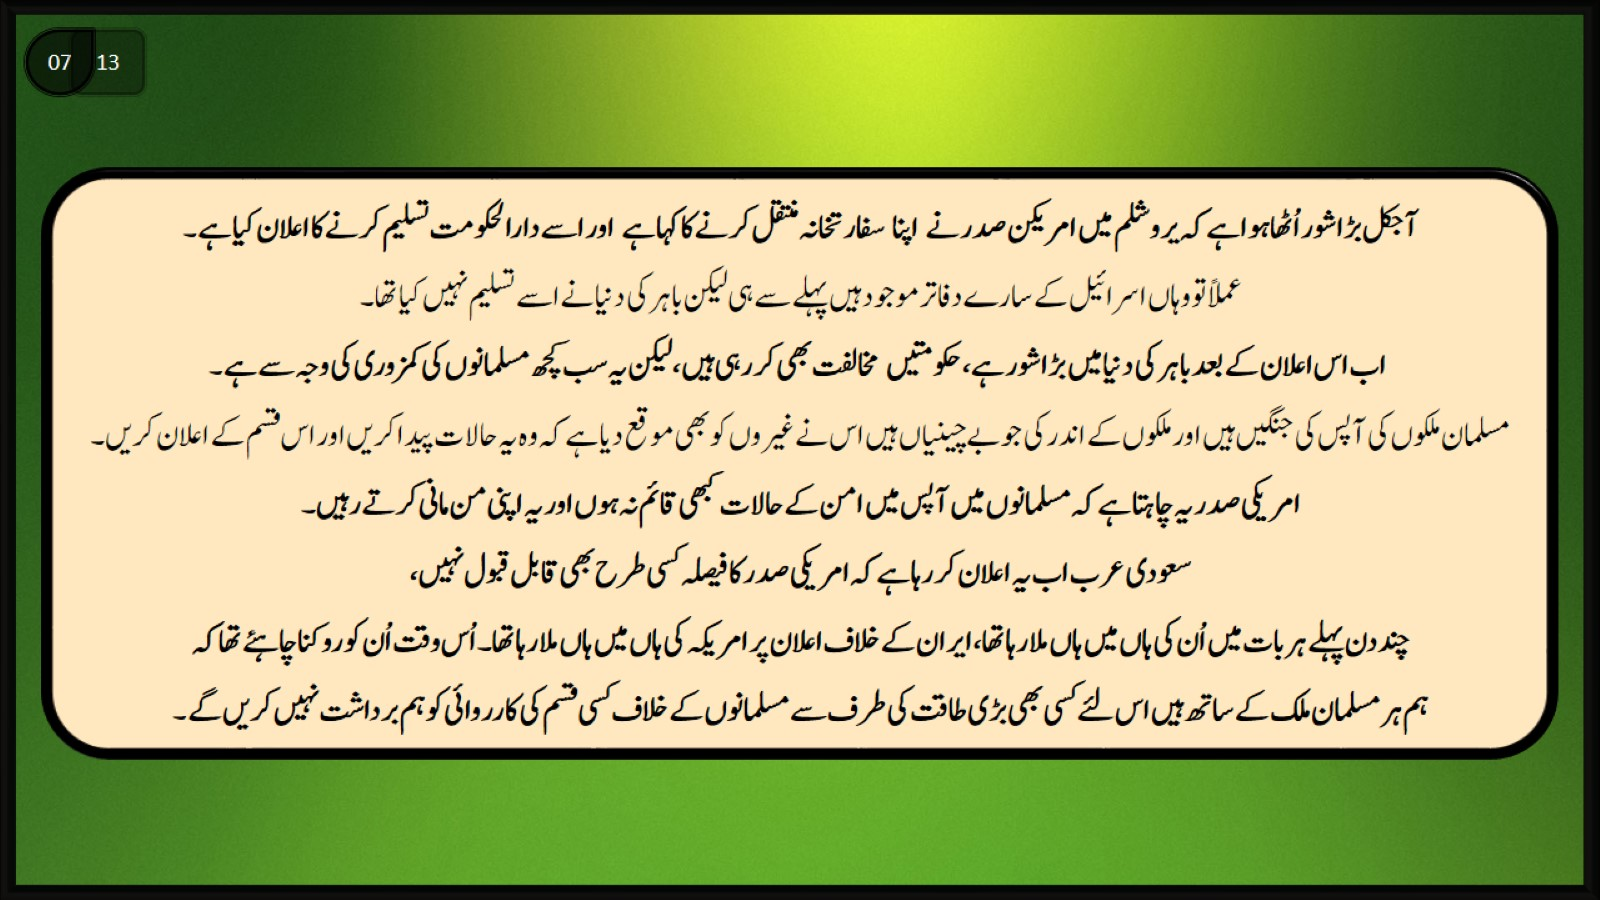 07 13
آجکل بڑا شور اُٹھا ہوا ہے کہ یروشلم میں امریکن صدر نے اپنا سفارتخانہ منتقل کرنے کا کہا ہے اور اسے دارالحکومت تسلیم کرنے کا اعلان کیا ہے۔
عملاً تو وہاں اسرائیل کے سارے دفاتر موجود ہیں پہلے سے ہی لیکن باہر کی دنیا نے اسے تسلیم نہیں کیا تھا۔
اب اس اعلان کے بعد باہر کی دنیا میں بڑا شور ہے، حکومتیں مخالفت بھی کر رہی ہیں، لیکن یہ سب کچھ مسلمانوں کی کمزوری کی وجہ سے ہے۔
مسلمان ملکوں کی آپس کی جنگیں ہیں اور ملکوں کے اندر کی جو بے چینیاں ہیں اس نے غیروں کو بھی موقع دیا ہے کہ وہ یہ حالات پیدا کریں اور اس قسم کے اعلان کریں۔
امریکی صدر یہ چاہتا ہے کہ مسلمانوں میں آپس میں امن کے حالات کبھی قائم نہ ہوں اور یہ اپنی من مانی کرتے رہیں۔
سعودی عرب اب یہ اعلان کر رہا ہے کہ امریکی صدر کا فیصلہ کسی طرح بھی قابل قبول نہیں،
چند دن پہلے ہر بات میں اُن کی ہاں میں ہاں ملا رہا تھا، ایران کے خلاف اعلان پر امریکہ کی ہاں میں ہاں ملا رہا تھا۔ اُس وقت اُن کو روکنا چاہئے تھا کہ
ہم ہر مسلمان ملک کے ساتھ ہیں اس لئے کسی بھی بڑی طاقت کی طرف سے مسلمانوں کے خلاف کسی قسم کی کارروائی کو ہم برداشت نہیں کریں گے۔